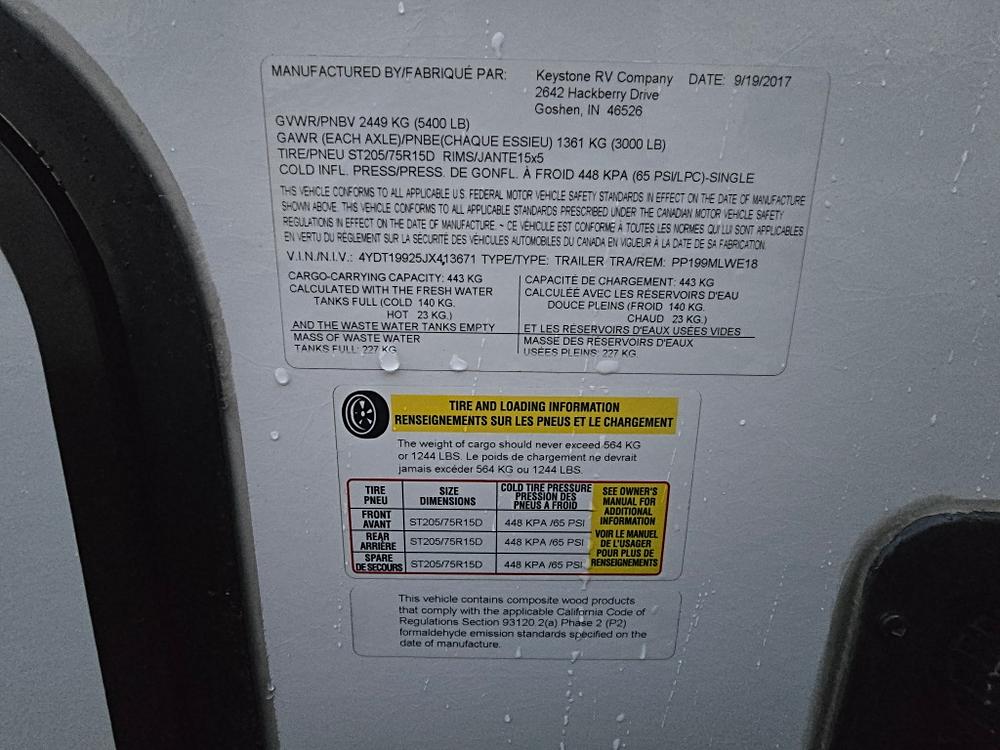 MANUFACTURED BY/FABRIQUÉ PAR: Keystone RV Company DATE: 9/19/2017
2642 Hackberry Drive
Goshen, IN 46526
GVWR/PNBV 2449 KG (5400 LB)
GAWR (EACH AXLE)/PNBE(CHAQUE ESSIEU) 1361 KG (3000 LB)
TIRE/PNEU ST205/75R15D RIMS/JANTE15x5
COLD INFL. PRESS/PRESS. DE GONFL. À FROID 448 KPA (65 PSI/LPC)-SINGLE
THIS VEHICLE CONFORMS TO ALL APPLICABLE U.S. FEDERAL MOTOR VEHICLE SAFETY STANDARDS IN EFFECT ON THE DATE OF MANUFACTURE
SHOWN ABOVE. THIS VEHICLE CONFORMS TO ALL APPLICABLE STANDARDS PRESCRIBED UNDER THE CANADIAN MOTOR VEHICLE SAFETY
REGULATIONS IN EFFECT ON THE DATE OF MANUFACTURE. ~ CE VÉHICULE EST CONFORME À TOUTES LES NORMES QUI LUI SONT APPLICABLES
EN VERTU DU RÈGLEMENT SUR LA SÉCURITÉ DES VÉHICULES AUTOMOBILES DU CANADA EN VIGUEUR À LA DATE DE SA FABRICATION.
V.I.N./N.I.V.: 4YDT19925JX413671 TYPE/TYPE: TRAILER TRA/REM: PP199MLWE18
CARGO-CARRYING CAPACITY: 443 KG
CALCULATED WITH THE FRESH WATER
TANKS FULL (COLD 140 KG.
HOT 23 KG.)
AND THE WASTE WATER TANKS EMPTY
MASS OF WASTE WATER
TANKS FULL: 227 KG
CAPACITÉ DE CHARGEMENT: 443 KG
CALCULÉE AVEC LES RÉSERVOIRS D'EAU
DOUCE PLEINS (FROID 140 KG.
CHAUD 23 KG.)
ET LES RÉSERVOIRS D'EAUX USÉES VIDES
MASSE DES RÉSERVOIRS D'EAUX
USÉES PLEINS: 227 KG
TIRE AND LOADING INFORMATION
RENSEIGNEMENTS SUR LES PNEUS ET LE CHARGEMENT
The weight of cargo should never exceed 564 KG
or 1244 LBS. Le poids de chargement ne devrait
jamais excéder 564 KG ou 1244 LBS.
TIRE
PNEU
SIZE
DIMENSIONS
COLD TIRE PRESSURE
PRESSION DES
PNEUS A FROID
FRONT
AVANT
ST205/75R15D
448 KPA /65 PSI
REAR
ARRIÈRE
ST205/75R15D
448 KPA /65 PSI
SPARE
DE SECOURS
ST205/75R15D
448 KPA /65 PSI
SEE OWNER'S
MANUAL FOR
ADDITIONAL
INFORMATION
VOIR LE MANUEL
DE L'USAGER
POUR PLUS DE
RENSEIGNEMENTS
This vehicle contains composite wood products
that comply with the applicable California Code of
Regulations Section 93120.2(a) Phase 2 (P2)
formaldehyde emission standards specified on the
date of manufacture.